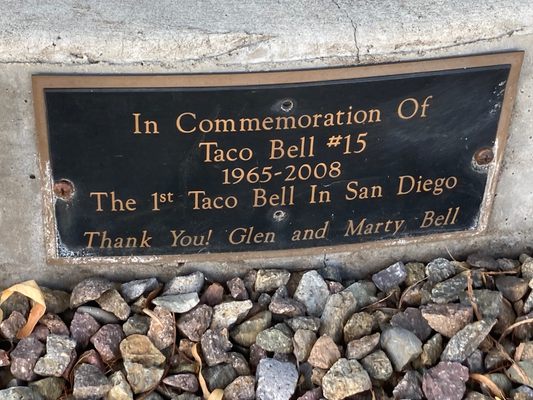 In Commemoration Of
Taco Bell #15
1965-2008
The 1st Taco Bell In San Diego
Thank You! Glen and Marty Bell